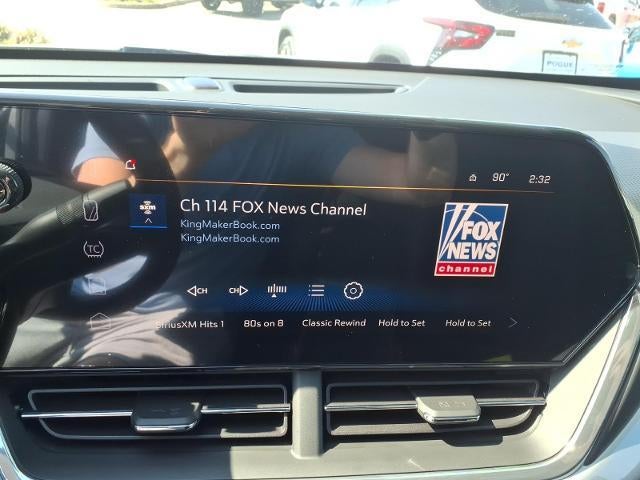 POGUE
90° 2:32
sxm
Ch 114 FOX News Channel
KingMakerBook.com
KingMakerBook.com
FOX
NEWS
channel
TC
CH CH
SiriusXM Hits 1 80s on 8 Classic Rewind Hold to Set Hold to Set